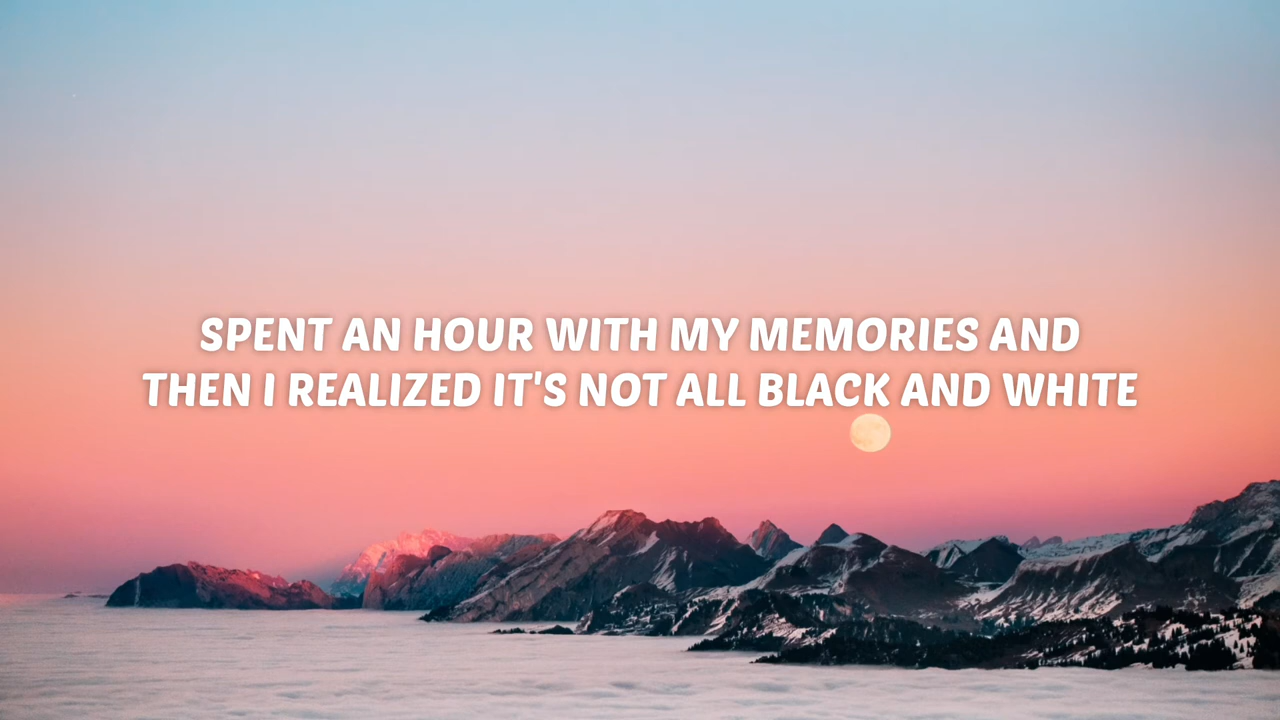 SPENT AN HOUR WITH MY MEMORIES AND
THEN I REALIZED IT'S NOT ALL BLACK AND WHITE